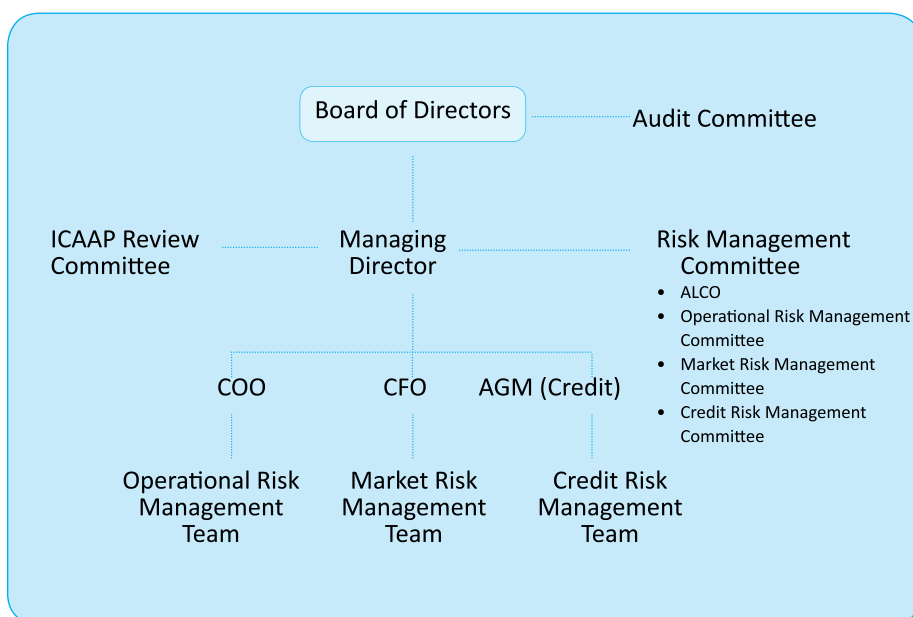 Board of Directors
Audit Committee
ICAAP Review
Committee
Managing
Director
Risk Management
Committee
• ALCO
• Operational Risk Management
Committee
• Market Risk Management
Committee
• Credit Risk Management
Committee
COO
CFO
AGM (Credit)
Operational Risk
Management
Team
Market Risk
Management
Team
Credit Risk
Management
Team